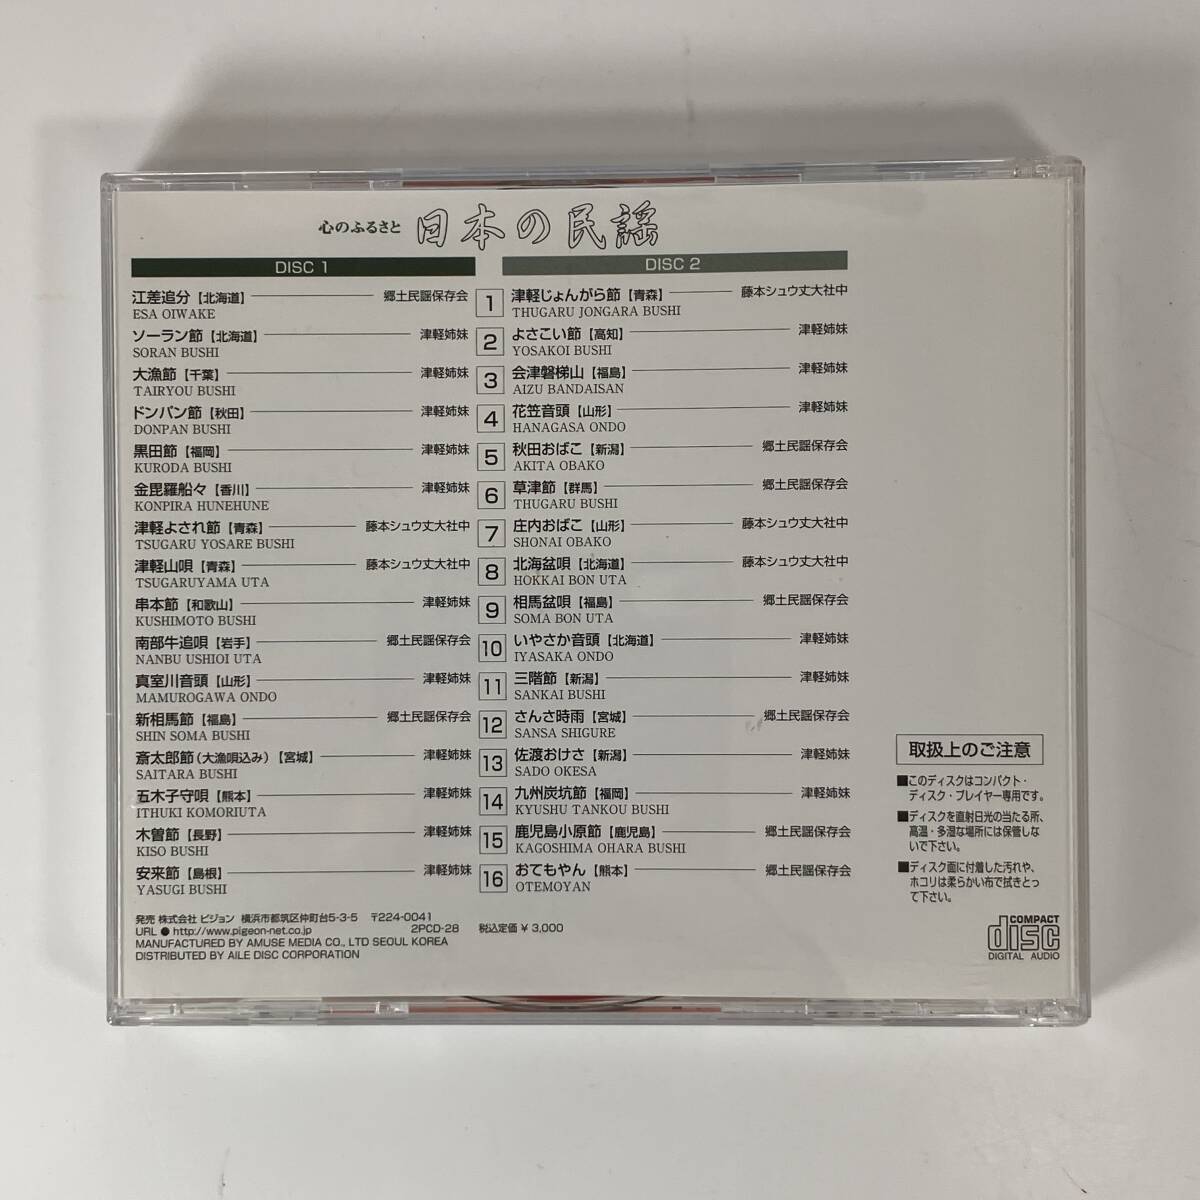 心のふるさと 日本の民謡
DISC 1
江差追分【北海道】 郷土民謡保存会
ESA OIWAKE
ソーラン節【北海道】 津軽姉妹
SORAN BUSHI
大漁節【千葉】 津軽姉妹
TAIRYOU BUSHI
ドンパン節【秋田】 津軽姉妹
DONPAN BUSHI
黒田節【福岡】 津軽姉妹
KURODA BUSHI
金毘羅船々【香川】 津軽姉妹
KONPIRA HUNEHUNE
津軽よされ節【青森】 藤本シュウ丈大社中
TSUGARU YOSARE BUSHI
津軽山唄【青森】 藤本シュウ丈大社中
TSUGARUYAMA UTA
串本節【和歌山】 津軽姉妹
KUSHIMOTO BUSHI
南部牛追唄【岩手】 郷土民謡保存会
NANBU USHIOI UTA
真室川音頭【山形】 津軽姉妹
MAMUROGAWA ONDO
新相馬節【福島】 郷土民謡保存会
SHIN SOMA BUSHI
斎太郎節(大漁唄込み)【宮城】 津軽姉妹
SAITARA BUSHI
五木子守唄【熊本】 津軽姉妹
ITHUKI KOMORIUTA
木曽節【長野】 津軽姉妹
KISO BUSHI
安来節【島根】 津軽姉妹
YASUGI BUSHI
DISC 2
1 津軽じょんがら節【青森】 藤本シュウ丈大社中
THUGARU JONGARA BUSHI
2 よさこい節【高知】 津軽姉妹
YOSAKOI BUSHI
3 会津磐梯山【福島】 津軽姉妹
AIZU BANDAISAN
4 花笠音頭【山形】 津軽姉妹
HANAGASA ONDO
5 秋田おばこ【新潟】 郷土民謡保存会
AKITA OBAKO
6 草津節【群馬】 郷土民謡保存会
THUGARU BUSHI
7 庄内おばこ【山形】 藤本シュウ丈大社中
SHONAI OBAKO
8 北海盆唄【北海道】 藤本シュウ丈大社中
HOKKAI BON UTA
9 相馬盆唄【福島】 郷土民謡保存会
SOMA BON UTA
10 いやさか音頭【北海道】 津軽姉妹
IYASAKA ONDO
11 三階節【新潟】 津軽姉妹
SANKAI BUSHI
12 さんさ時雨【宮城】 郷土民謡保存会
SANSA SHIGURE
13 佐渡おけさ【新潟】 津軽姉妹
SADO OKESA
14 九州炭坑節【福岡】 津軽姉妹
KYUSHU TANKOU BUSHI
15 鹿児島小原節【鹿児島】 郷土民謡保存会
KAGOSHIMA OHARA BUSHI
16 おてもやん【熊本】 郷土民謡保存会
OTEMOYAN
取扱上のご注意
■このディスクはコンパクト・
ディスク・プレイヤー専用です。
■ディスクを直射日光の当たる所、
高温・多湿な場所には保管しな
いで下さい。
■ディスク面に付着した汚れや、
ホコリは柔らかい布で拭きとっ
て下さい。
発売 株式会社 ピジョン 横浜市都筑区仲町台5-3-5 〒224-0041
URL ● http://www.pigeon-net.co.jp 2PCD-28 税込定価 ¥ 3,000
MANUFACTURED BY AMUSE MEDIA CO., LTD SEOUL KOREA
DISTRIBUTED BY AILE DISC CORPORATION
COMPACT
disc
DIGITAL AUDIO